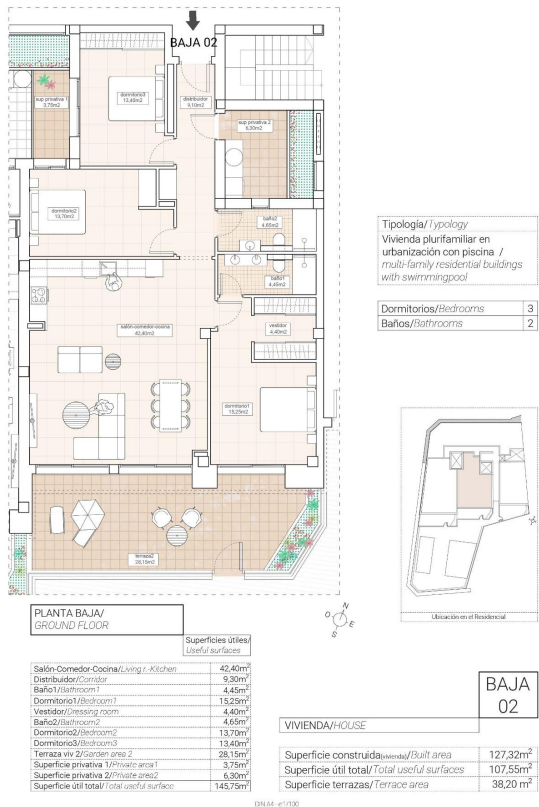 BAJA 02
dormitorio3
13,40m2
distribuidor
9,10m2
sup privativa 1
3,75m2
sup privativa 2
6,30m2
dormitorio2
13,70m2
baño2
4,65m2
baño1
4,45m2
salón-comedor-cocina
42,40m2
vestidor
4,40m2
dormitorio1
15,25m2
terraza2
28,15m2
Tipología/Typology
Vivienda plurifamiliar en
urbanización con piscina /
multi-family residential buildings
with swimmingpool
Dormitorios/Bedrooms 3
Baños/Bathrooms 2
Ubicación en el Residencial
N
O
E
S
PLANTA BAJA/
GROUND FLOOR
Superficies útiles/
Useful surfaces
Salón-Comedor-Cocina/Living r.-Kitchen 42,40m2
Distribuidor/Corridor 9,30m2
Baño1/Bathroom1 4,45m2
Dormitorio1/Bedroom1 15,25m2
Vestidor/Dressing room 4,40m2
Baño2/Bathroom2 4,65m2
Dormitorio2/Bedroom2 13,70m2
Dormitorio3/Bedroom3 13,40m2
Terraza viv 2/Garden area 2 28,15m2
Superficie privativa 1/Private area1 3,75m2
Superficie privativa 2/Private area2 6,30m2
Superficie útil total/Total useful surface 145,75m2
BAJA
02
VIVIENDA/HOUSE
Superficie construida(vivienda)/Built area 127,32m2
Superficie útil total/Total useful surfaces 107,55m2
Superficie terrazas/Terrace area 38,20 m2
DIN A4 - e1/100